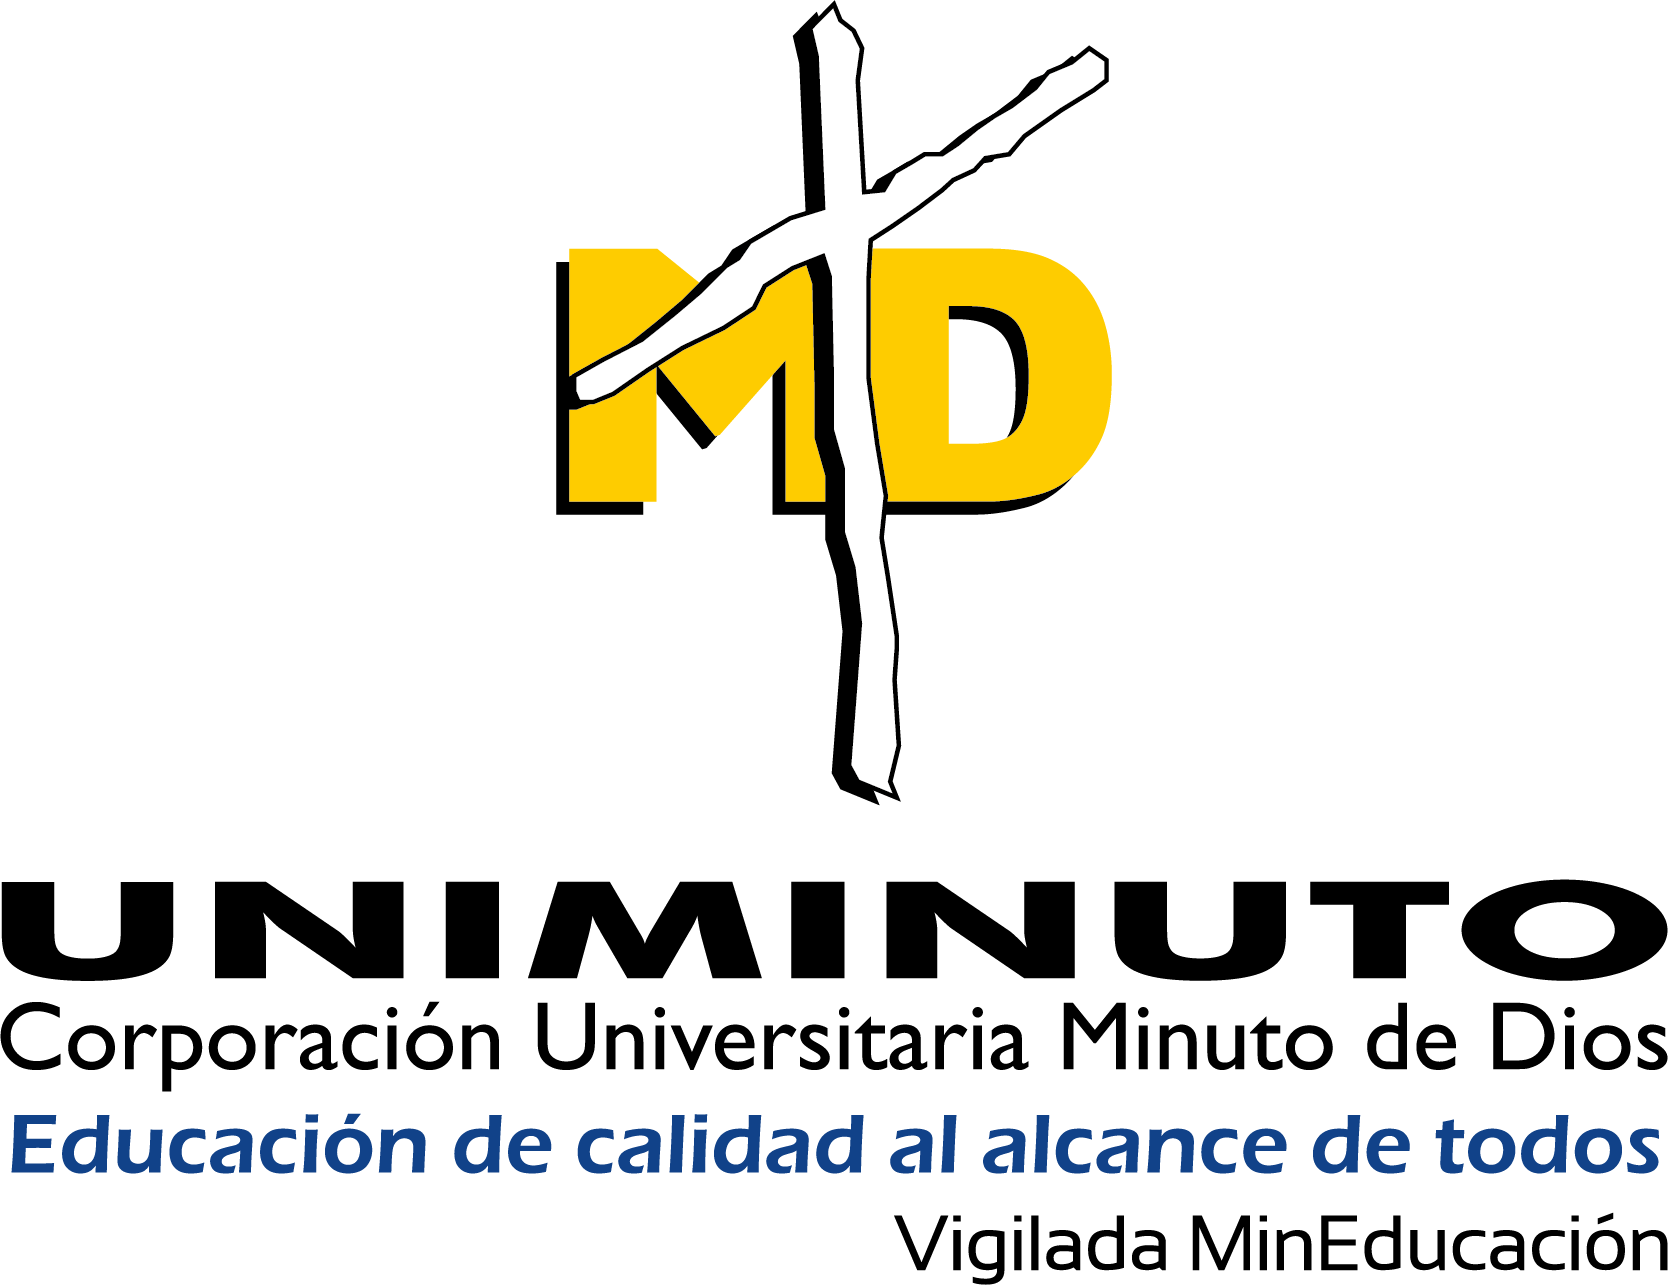 MD
UNIMINUTO
Corporación Universitaria Minuto de Dios
Educación de calidad al alcance de todos
Vigilada MinEducación